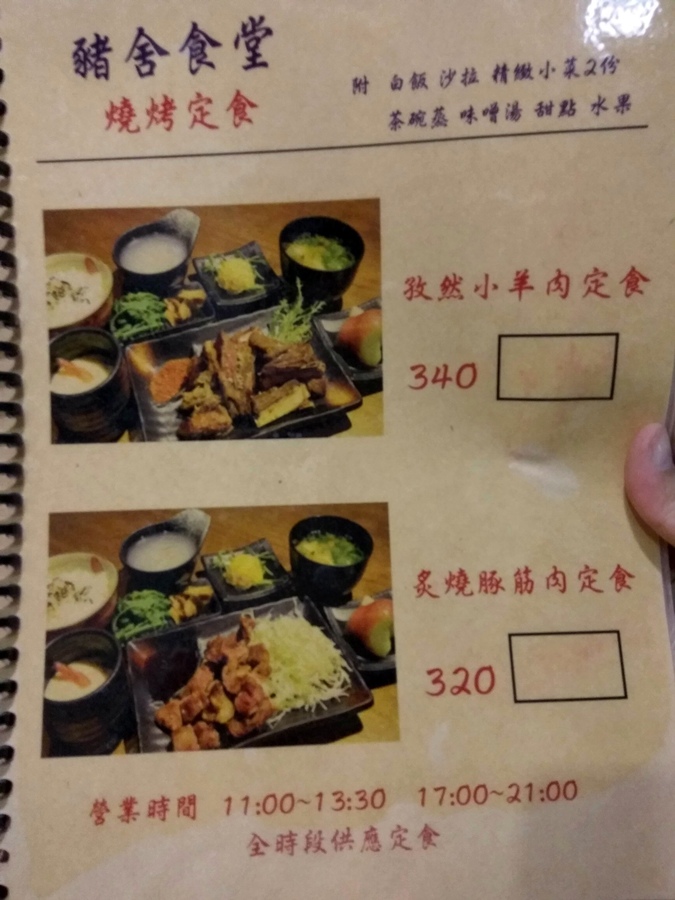 豬舍食堂
燒烤定食
附 白飯 沙拉 精緻小菜2份
茶碗蒸 味噌湯 甜點 水果
孜然小羊肉定食
340
炙燒豚筋肉定食
320
營業時間 11:00~13:30 17:00~21:00
全時段供應定食